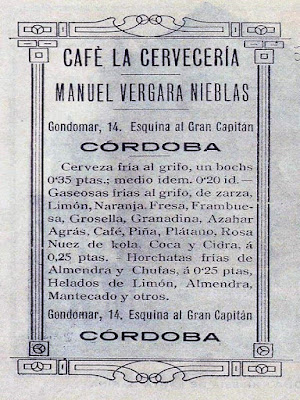 CAFÈ LA CERVECERÍA
MANUEL VERGARA NIEBLAS
Gondomar, 14. Esquina al Gran Capitán
CÓRDOBA
Cerveza fría al grifo, un bochs
0'35 ptas.; medio idem. 0'20 id. —
Gaseosas frías al grifo, de zarza,
Limón, Naranja. Fresa, Frambue-
sa, Grosella, Granadina, Azahar
Agrás, Café, Piña, Plátano, Rosa
Nuez de kola. Coca y Cidra, á
0,25 ptas. — Horchatas frías de
Almendra y Chufas, á 0'25 ptas,
Helados de Limón, Almendra,
Mantecado y otros.
Gondomar, 14. Esquina al Gran Capitán
CÓRDOBA